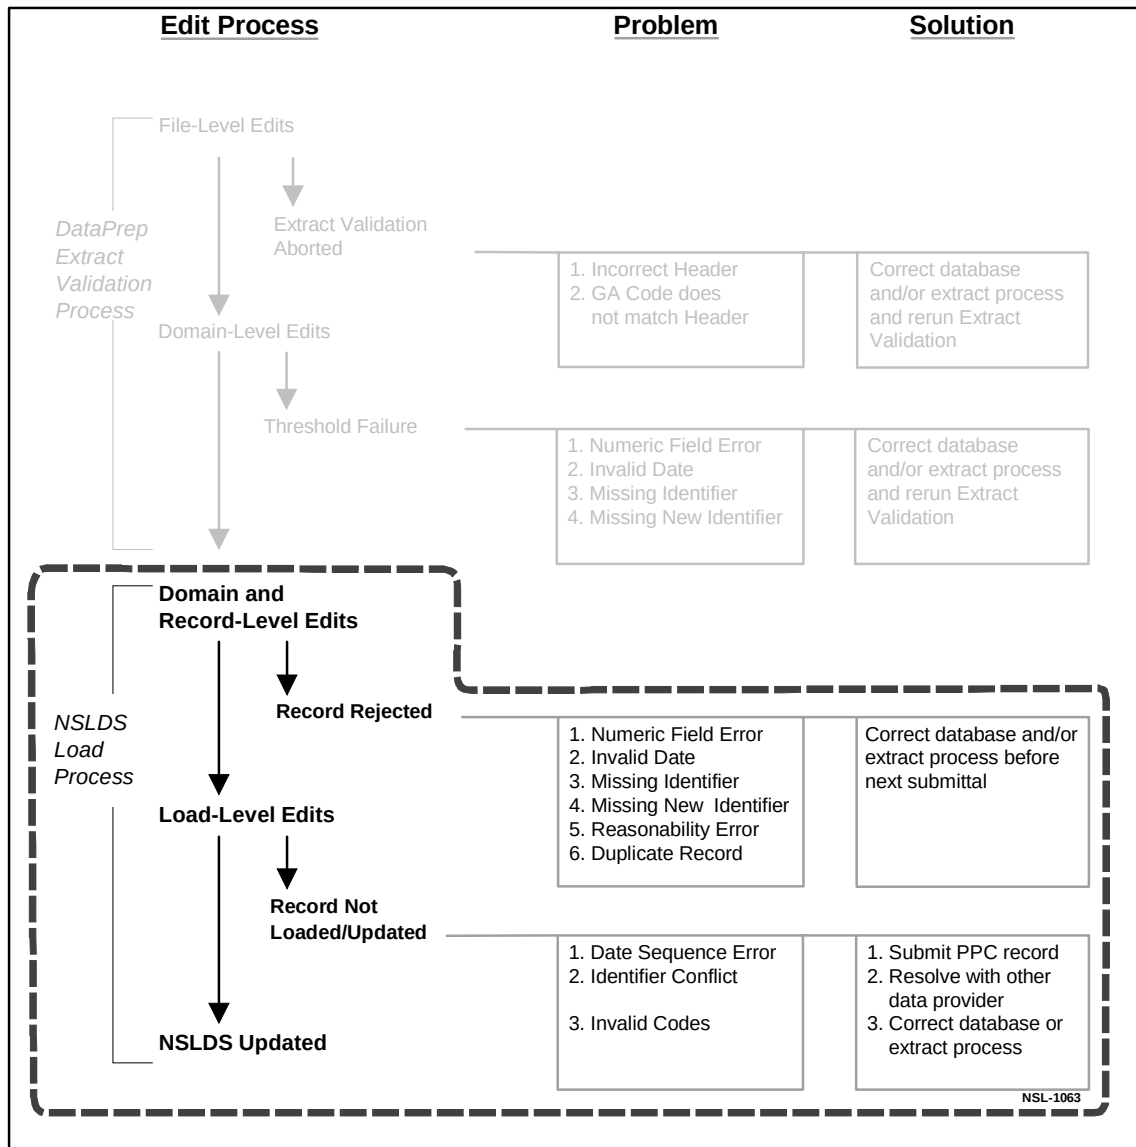 Edit Process
Problem
Solution
File-Level Edits
DataPrep
Extract
Validation
Process
Extract Validation
Aborted
1. Incorrect Header
2. GA Code does
not match Header
Correct database
and/or extract process
and rerun Extract
Validation
Domain-Level Edits
Threshold Failure
1. Numeric Field Error
2. Invalid Date
3. Missing Identifier
4. Missing New Identifier
Correct database
and/or extract process
and rerun Extract
Validation
Domain and
Record-Level Edits
NSLDS
Load
Process
Record Rejected
1. Numeric Field Error
2. Invalid Date
3. Missing Identifier
4. Missing New Identifier
5. Reasonability Error
6. Duplicate Record
Correct database and/or
extract process before
next submittal
Load-Level Edits
Record Not
Loaded/Updated
1. Date Sequence Error
2. Identifier Conflict
3. Invalid Codes
1. Submit PPC record
2. Resolve with other
data provider
3. Correct database or
extract process
NSLDS Updated
NSL-1063